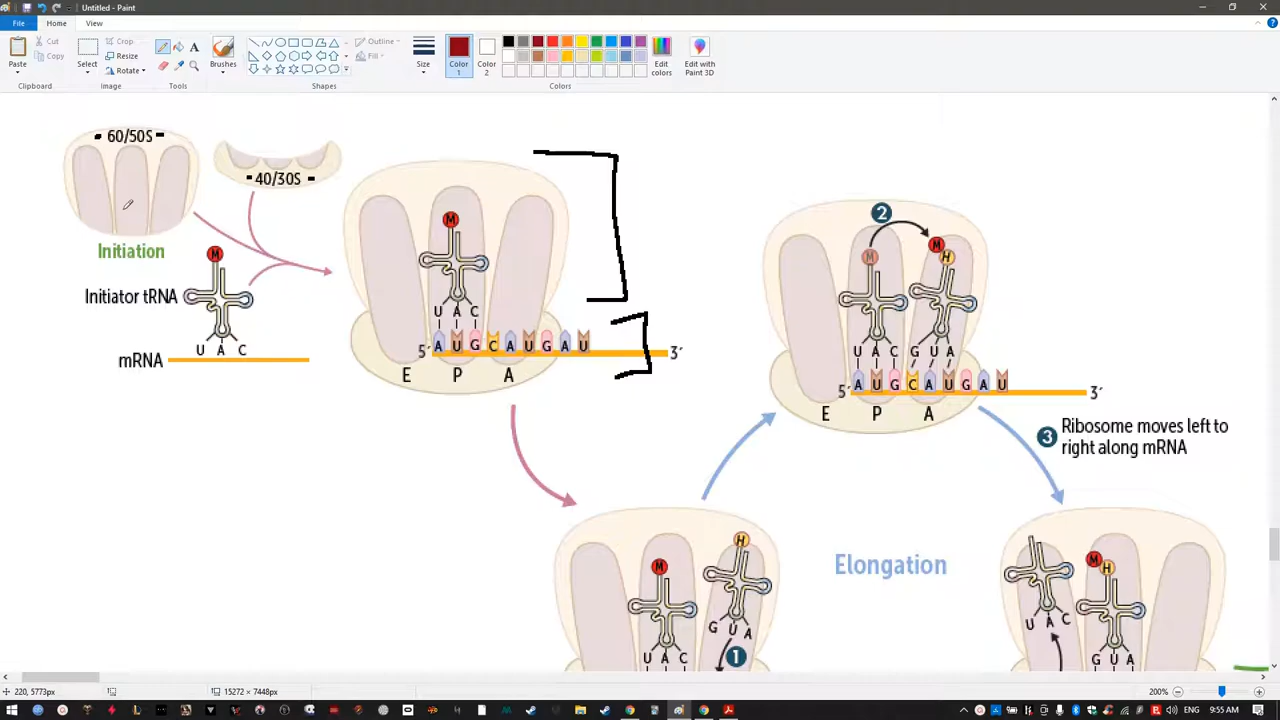 Untitled - Paint
File Home View
Paste
Cut
Copy
Clipboard
Select
Crop
Resize
Rotate
Image
A
Tools
Brushes
Outline
Fill
Shapes
Size
Color 1
Color 2
Edit colors
Colors
Edit with Paint 3D
60/50S
40/30S
Initiation
M
Initiator tRNA
U A C
mRNA
M
U A C
5′ A U G C A U G A U 3′
E P A
2
M M
H
U A C G U A
5′ A U G C A U G A U 3′
E P A
3 Ribosome moves left to
right along mRNA
Elongation
M H
G U A
1
U A C
M H
U A C
G U A
220, 5773px
15272 × 7448px
200%
9:55 AM